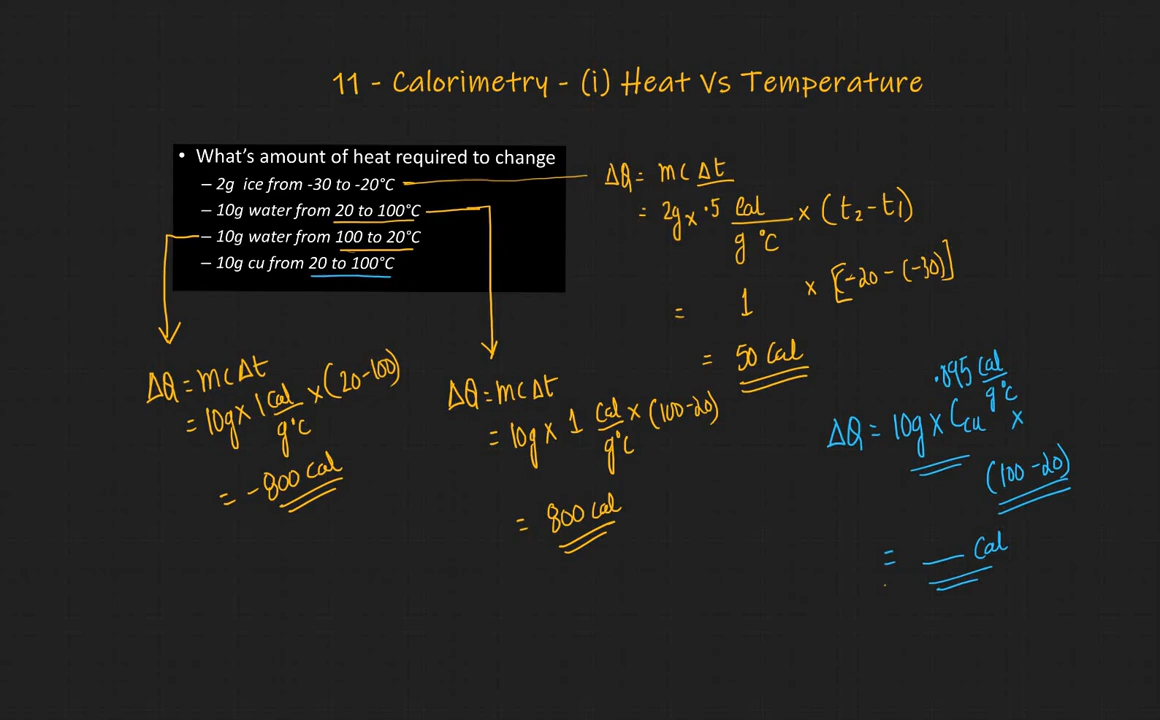 11 - Calorimetry - (i) Heat Vs Temperature
• What's amount of heat required to change
– 2g ice from -30 to -20°C
– 10g water from 20 to 100°C
– 10g water from 100 to 20°C
– 10g cu from 20 to 100°C
ΔQ = mcΔt
= 2g x .5 Cal/g°C x (t₂-t1)
= 1 x [-20-(-30)]
= 50 Cal
ΔQ = mcΔt
= 10g x 1 Cal/g°C x (20-100)
= -800 Cal
ΔQ = mcΔt
= 10g x 1 Cal/g°C x (100-20)
= 800 Cal
.895 Cal/g°C
ΔQ = 10g x Ccu x
(100-20)
= __ Cal